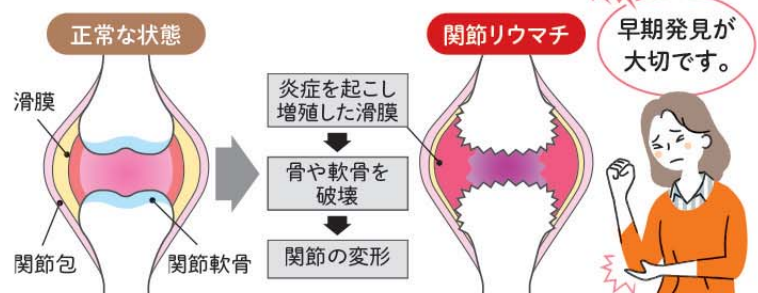 正常な状態
滑膜
関節包
関節軟骨
炎症を起こし
増殖した滑膜
骨や軟骨を
破壊
関節の変形
関節リウマチ
早期発見が
大切です。